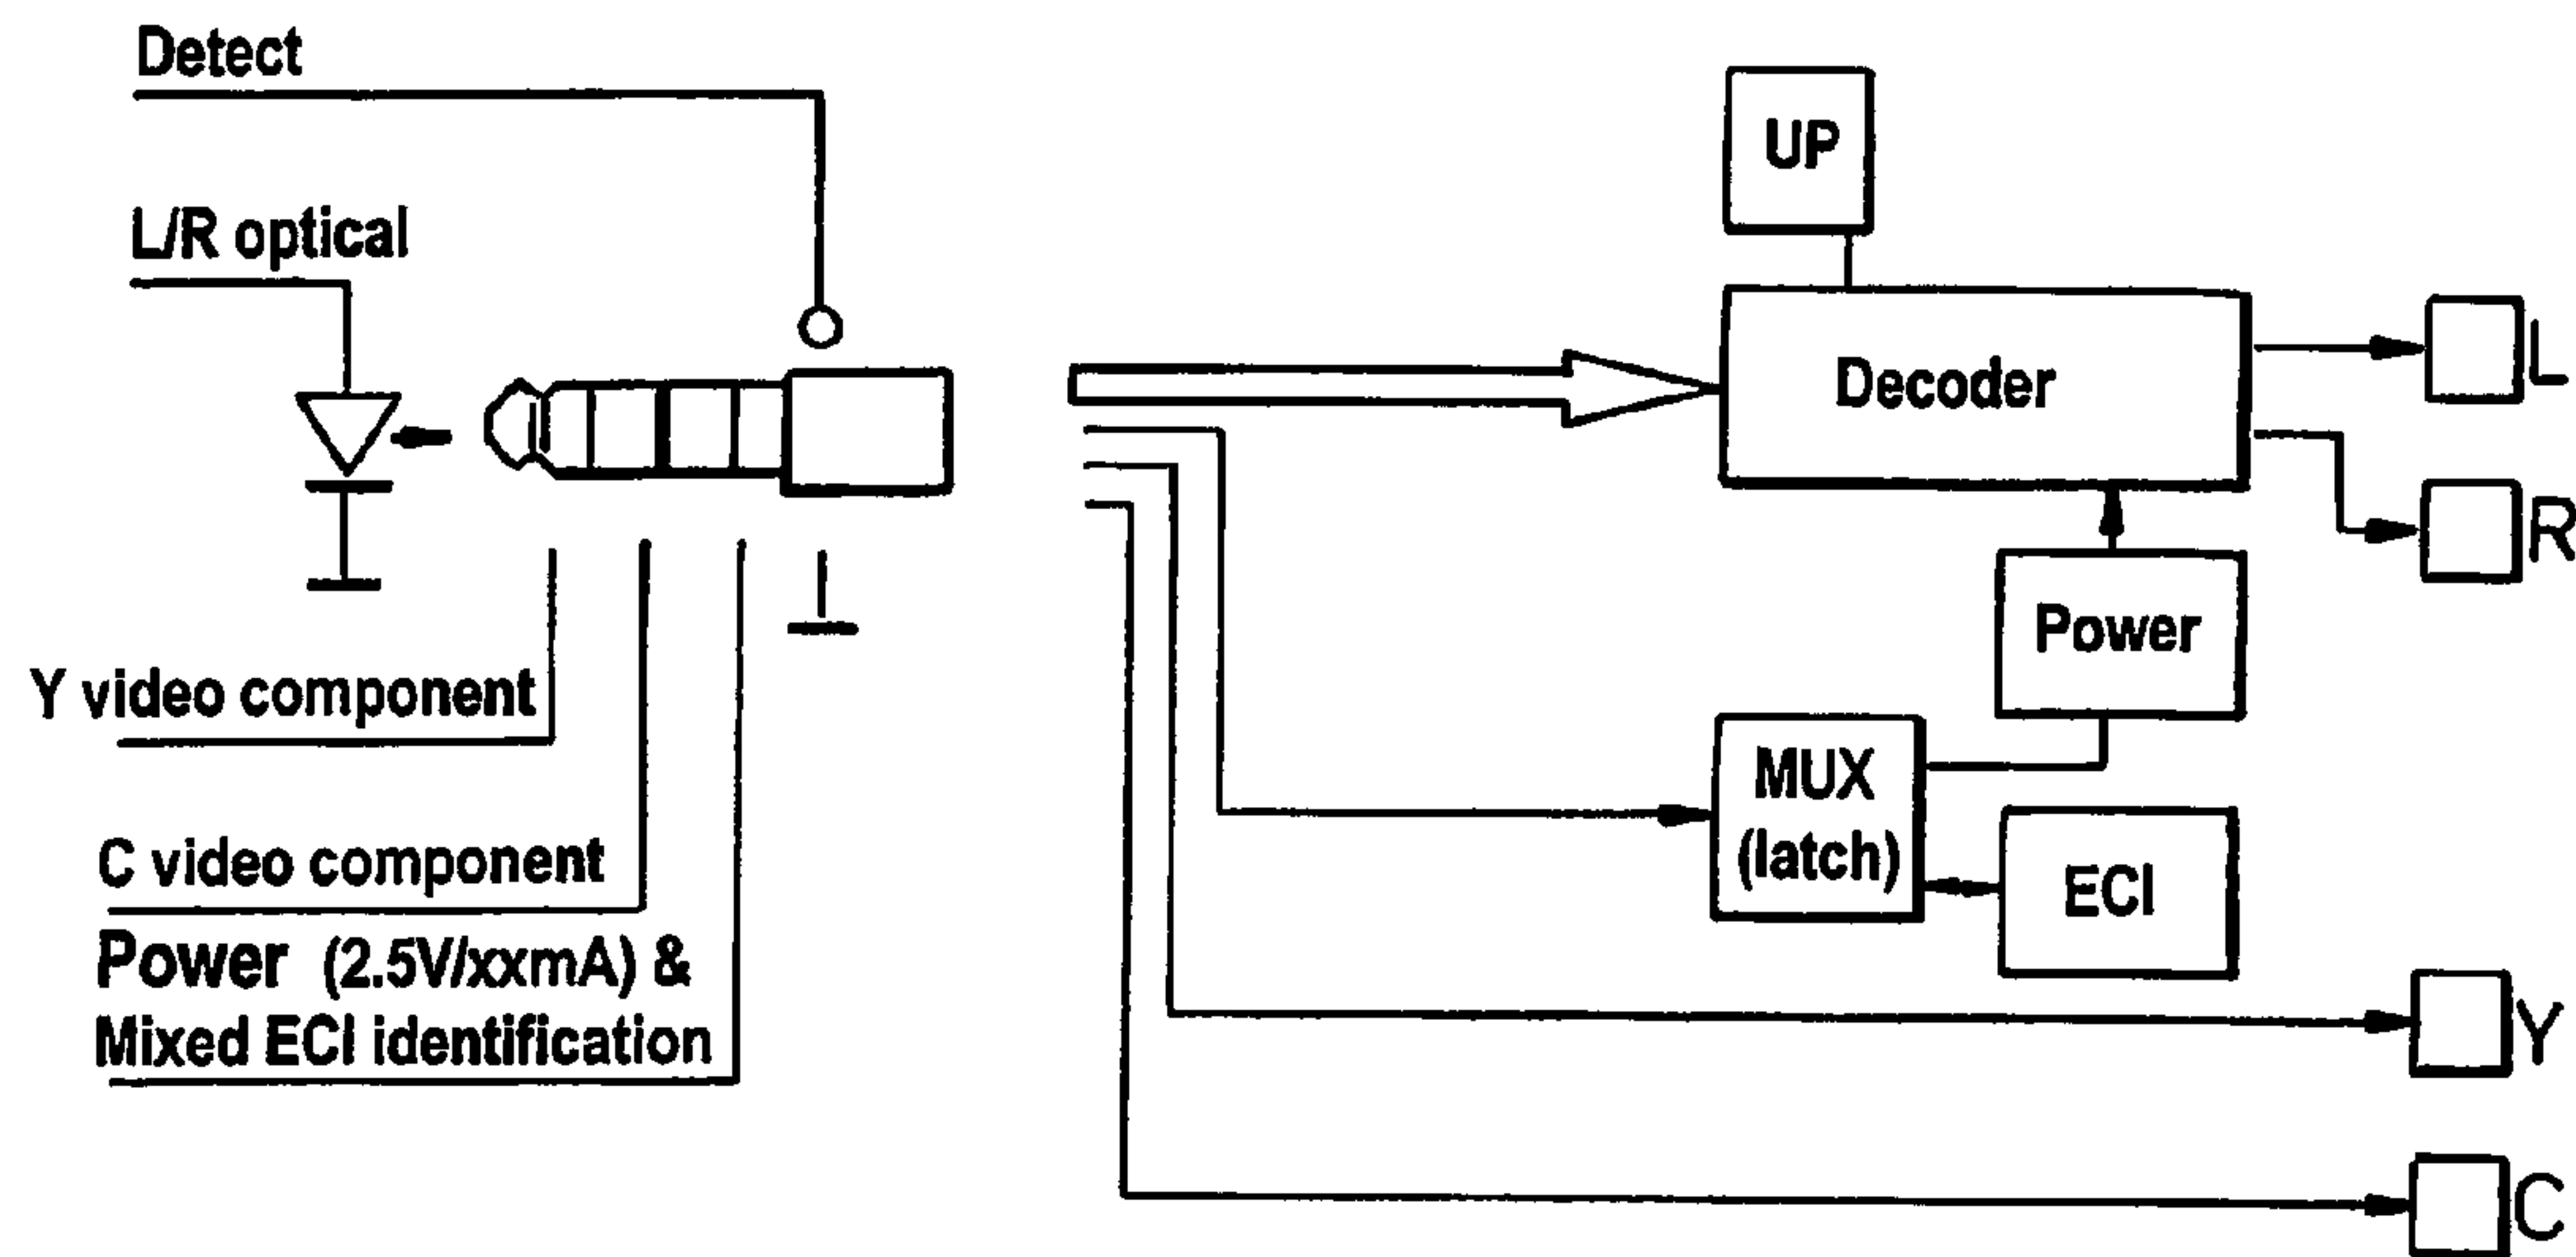 Detect
L/R optical
Y video component
C video component
Power (2.5V/xxmA) &
Mixed ECI identification
UP
Decoder
L
R
Power
MUX
(latch)
ECI
Y
C